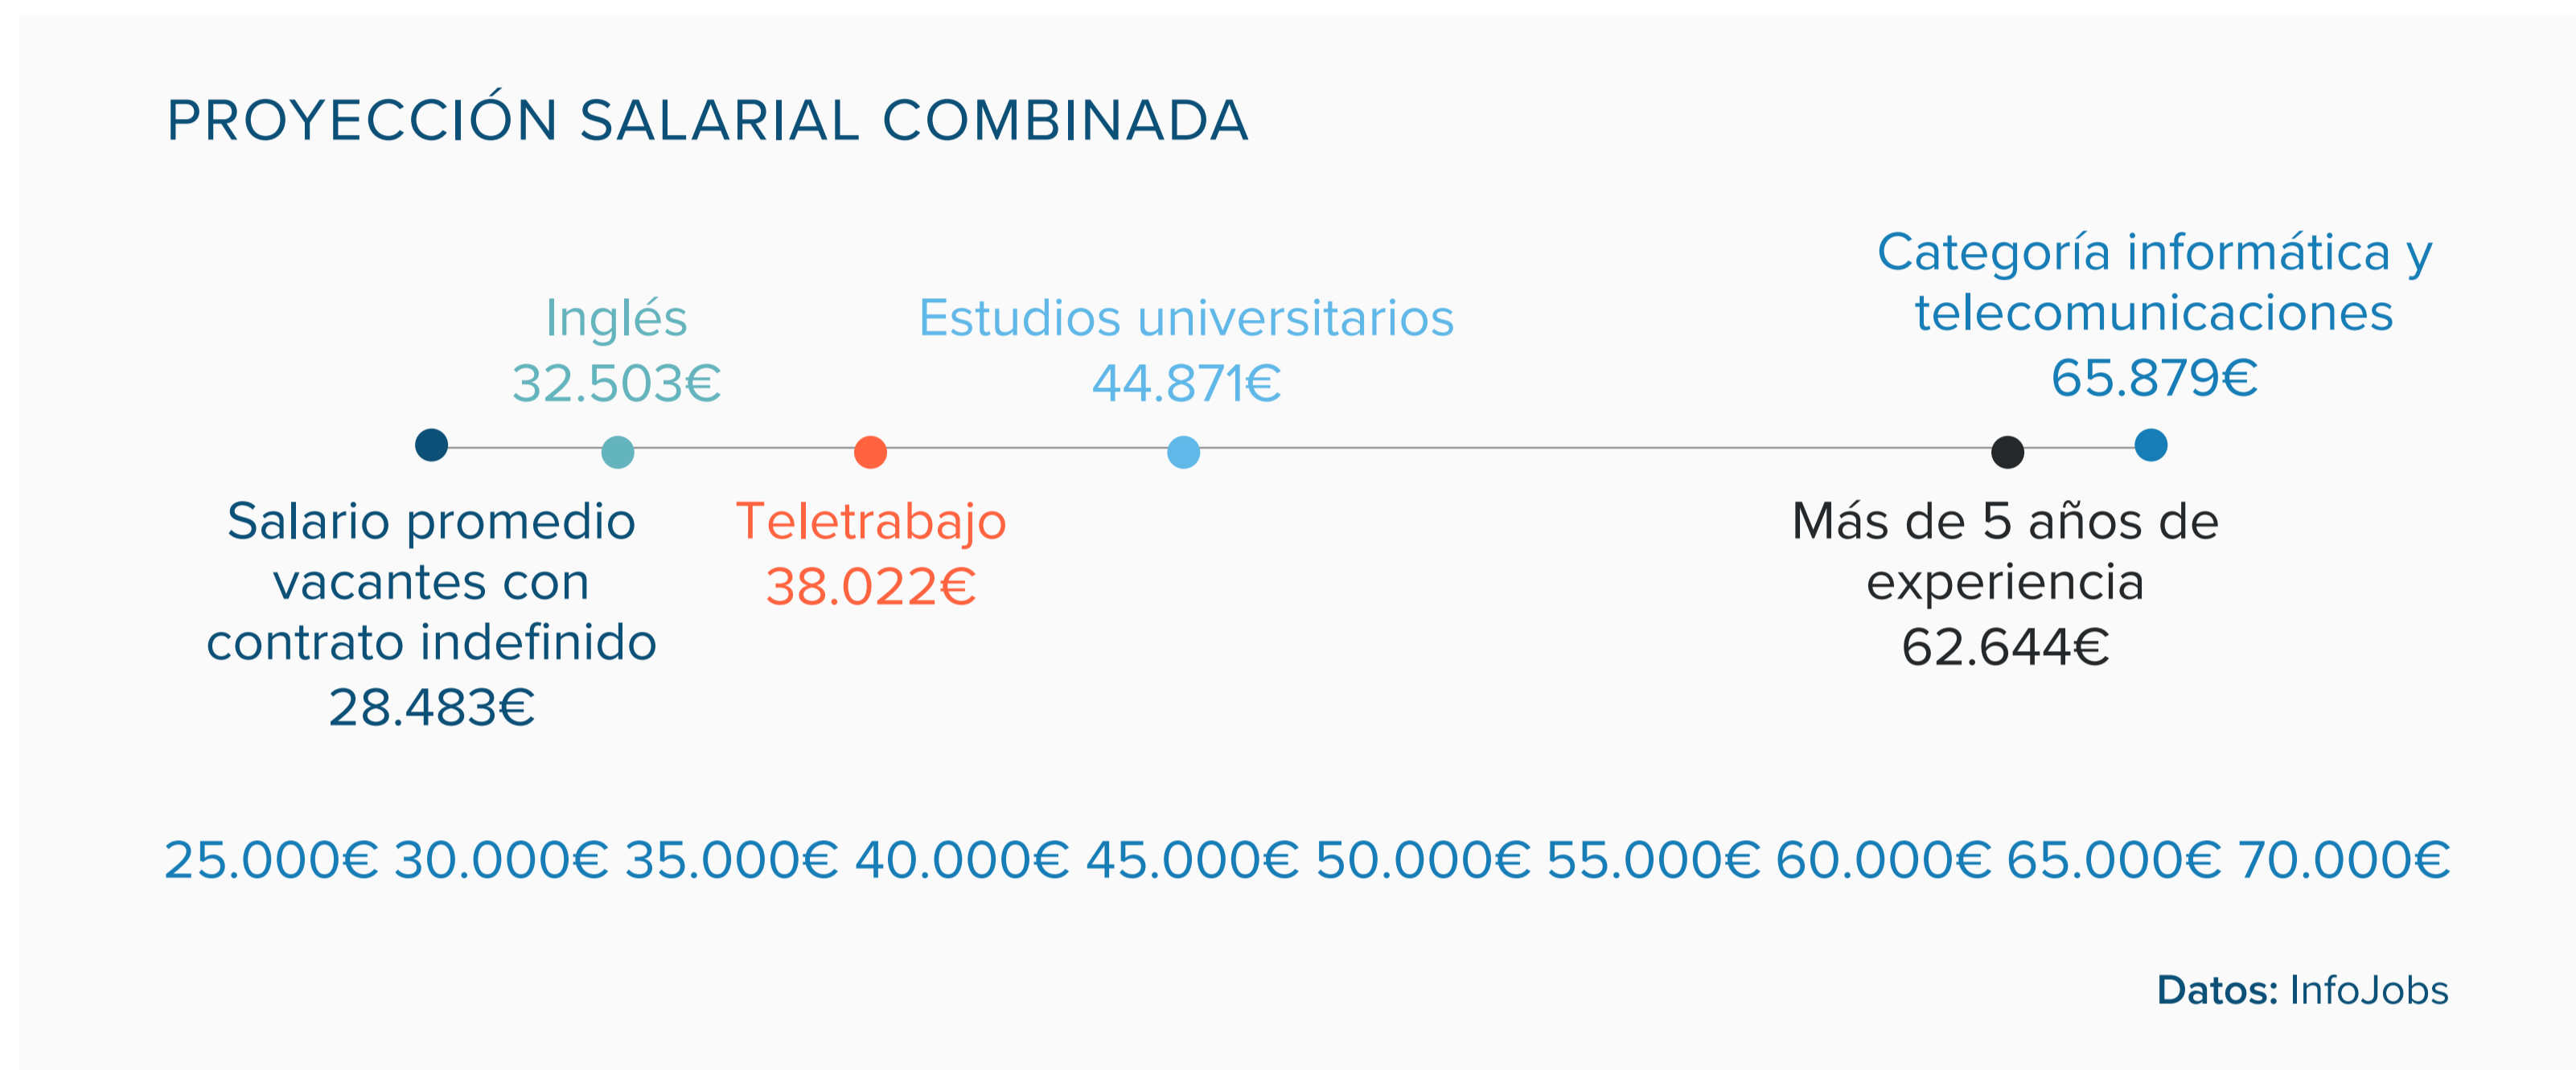 PROYECCIÓN SALARIAL COMBINADA
Categoría informática y
telecomunicaciones
65.879€
Inglés
32.503€
Estudios universitarios
44.871€
Salario promedio
vacantes con
contrato indefinido
28.483€
Teletrabajo
38.022€
Más de 5 años de
experiencia
62.644€
25.000€ 30.000€ 35.000€ 40.000€ 45.000€ 50.000€ 55.000€ 60.000€ 65.000€ 70.000€
Datos: InfoJobs